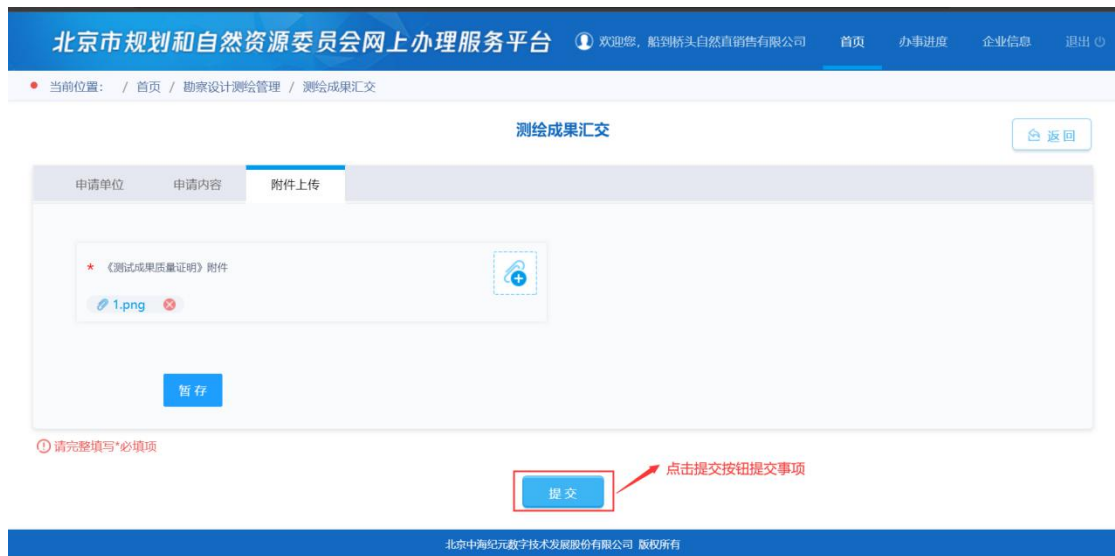 北京市规划和自然资源委员会网上办理服务平台 欢迎您，船到桥头自然直销售有限公司 首页 办事进度 企业信息 退出
当前位置： / 首页 / 勘察设计测绘管理 / 测绘成果汇交
测绘成果汇交
返回
申请单位 申请内容 附件上传
* 《测试成果质量证明》附件
1.png
暂存
请完整填写*必填项
点击提交按钮提交事项
提交
北京中海纪元数字技术发展股份有限公司 版权所有